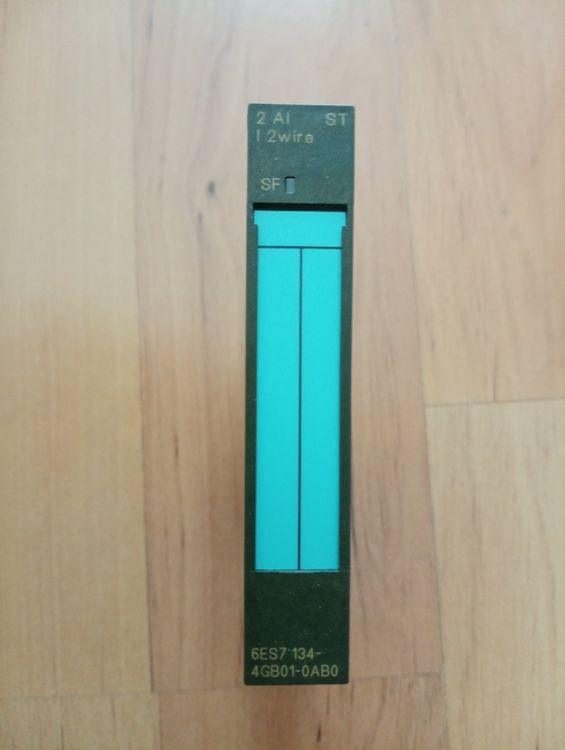 2 AI ST
I 2wire
SF
6ES7 134-
4GB01-0AB0